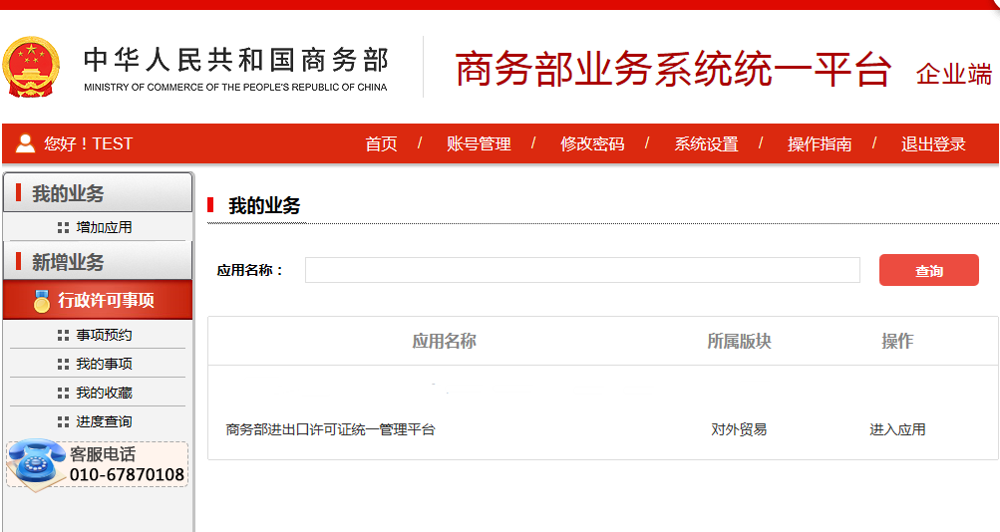 中华人民共和国商务部
MINISTRY OF COMMERCE OF THE PEOPLE'S REPUBLIC OF CHINA
商务部业务系统统一平台 企业端
您好！TEST
首页 / 账号管理 / 修改密码 / 系统设置 / 操作指南 / 退出登录
我的业务
增加应用
新增业务
行政许可事项
事项预约
我的事项
我的收藏
进度查询
客服电话
010-67870108
我的业务
应用名称： 查询
应用名称 所属版块 操作
商务部进出口许可证统一管理平台 对外贸易 进入应用